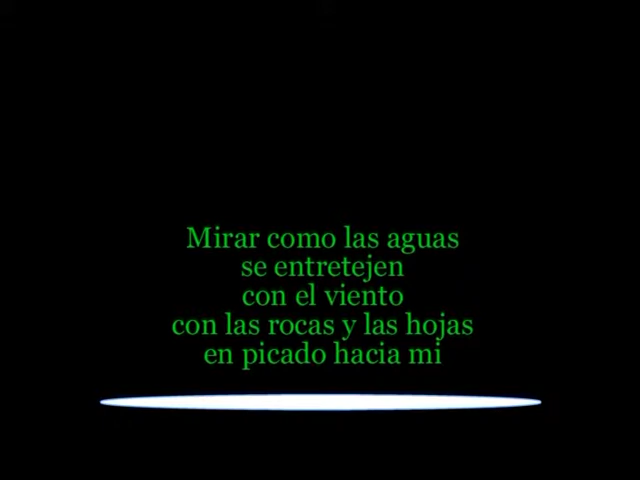 Mirar como las aguas
se entretejen
con el viento
con las rocas y las hojas
en picado hacia mi